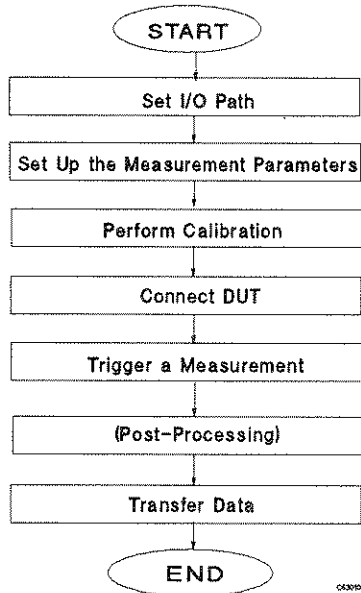 START
Set I/O Path
Set Up the Measurement Parameters
Perform Calibration
Connect DUT
Trigger a Measurement
(Post-Processing)
Transfer Data
END